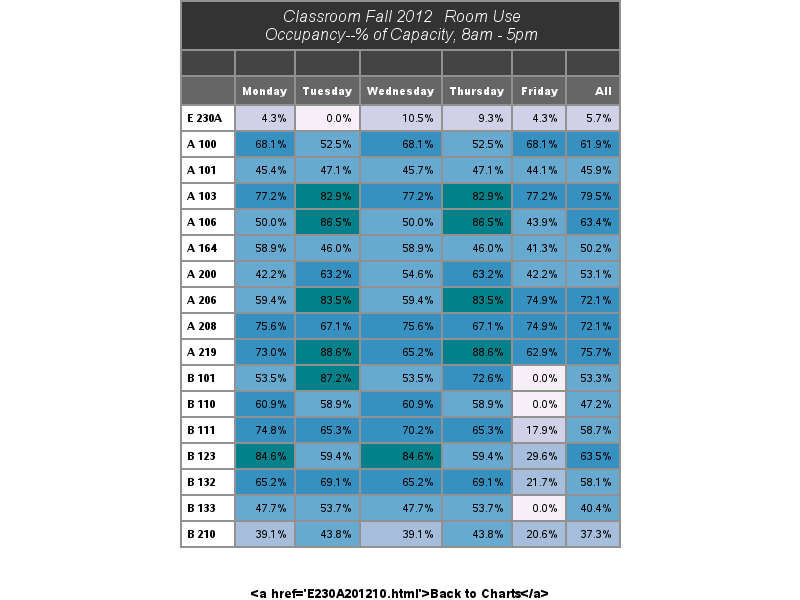 Classroom Fall 2012 Room Use
Occupancy--% of Capacity, 8am - 5pm
Monday Tuesday Wednesday Thursday Friday All
E 230A 4.3% 0.0% 10.5% 9.3% 4.3% 5.7%
A 100 68.1% 52.5% 68.1% 52.5% 68.1% 61.9%
A 101 45.4% 47.1% 45.7% 47.1% 44.1% 45.9%
A 103 77.2% 82.9% 77.2% 82.9% 77.2% 79.5%
A 106 50.0% 86.5% 50.0% 86.5% 43.9% 63.4%
A 164 58.9% 46.0% 58.9% 46.0% 41.3% 50.2%
A 200 42.2% 63.2% 54.6% 63.2% 42.2% 53.1%
A 206 59.4% 83.5% 59.4% 83.5% 74.9% 72.1%
A 208 75.6% 67.1% 75.6% 67.1% 74.9% 72.1%
A 219 73.0% 88.6% 65.2% 88.6% 62.9% 75.7%
B 101 53.5% 87.2% 53.5% 72.6% 0.0% 53.3%
B 110 60.9% 58.9% 60.9% 58.9% 0.0% 47.2%
B 111 74.8% 65.3% 70.2% 65.3% 17.9% 58.7%
B 123 84.6% 59.4% 84.6% 59.4% 29.6% 63.5%
B 132 65.2% 69.1% 65.2% 69.1% 21.7% 58.1%
B 133 47.7% 53.7% 47.7% 53.7% 0.0% 40.4%
B 210 39.1% 43.8% 39.1% 43.8% 20.6% 37.3%
<a href='E230A201210.html'>Back to Charts</a>